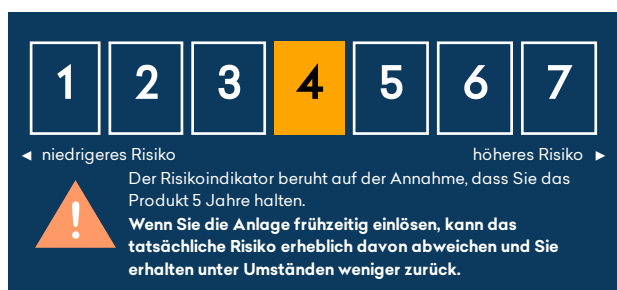 1 2 3 4 5 6 7
◄ niedrigeres Risiko höheres Risiko ►
Der Risikoindikator beruht auf der Annahme, dass Sie das
Produkt 5 Jahre halten.
Wenn Sie die Anlage frühzeitig einlösen, kann das
tatsächliche Risiko erheblich davon abweichen und Sie
erhalten unter Umständen weniger zurück.
!